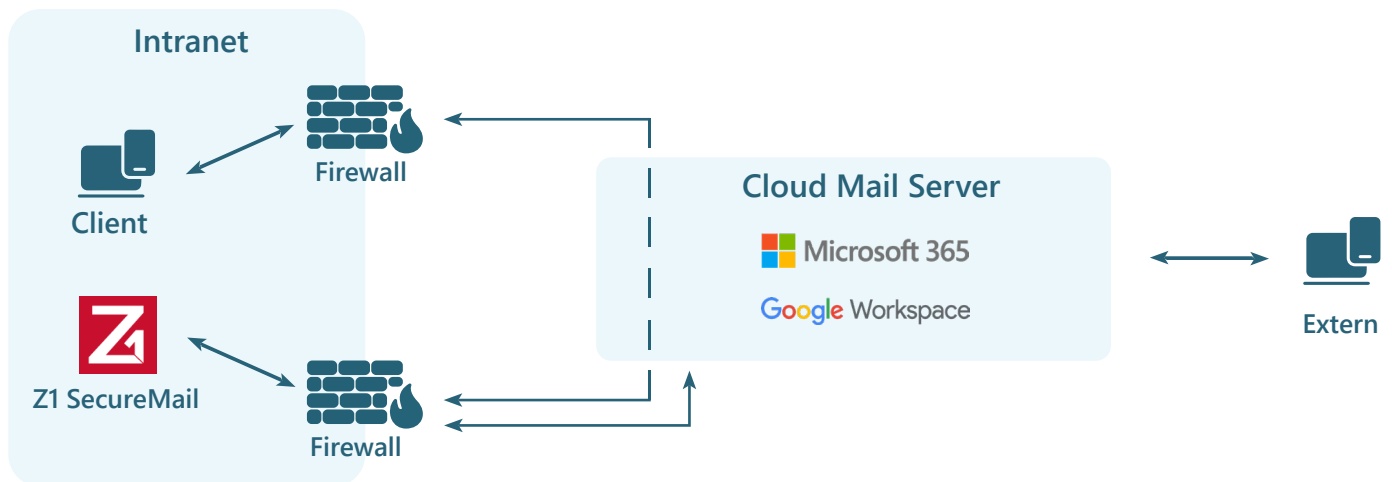 Intranet
Firewall
Client
Z1 SecureMail
Firewall
Cloud Mail Server
Microsoft 365
Google Workspace
Extern